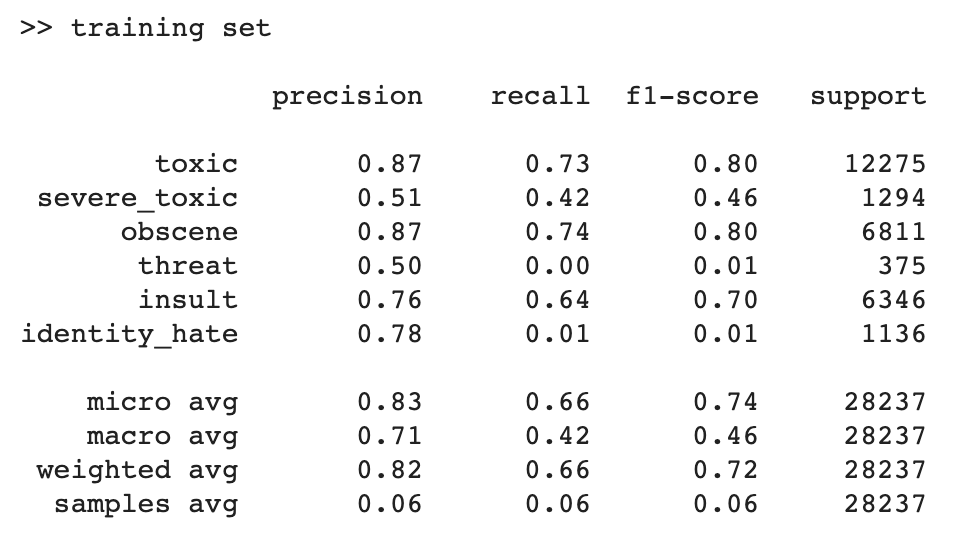 >> training set
precision recall f1-score support
toxic 0.87 0.73 0.80 12275
severe_toxic 0.51 0.42 0.46 1294
obscene 0.87 0.74 0.80 6811
threat 0.50 0.00 0.01 375
insult 0.76 0.64 0.70 6346
identity_hate 0.78 0.01 0.01 1136
micro avg 0.83 0.66 0.74 28237
macro avg 0.71 0.42 0.46 28237
weighted avg 0.82 0.66 0.72 28237
samples avg 0.06 0.06 0.06 28237